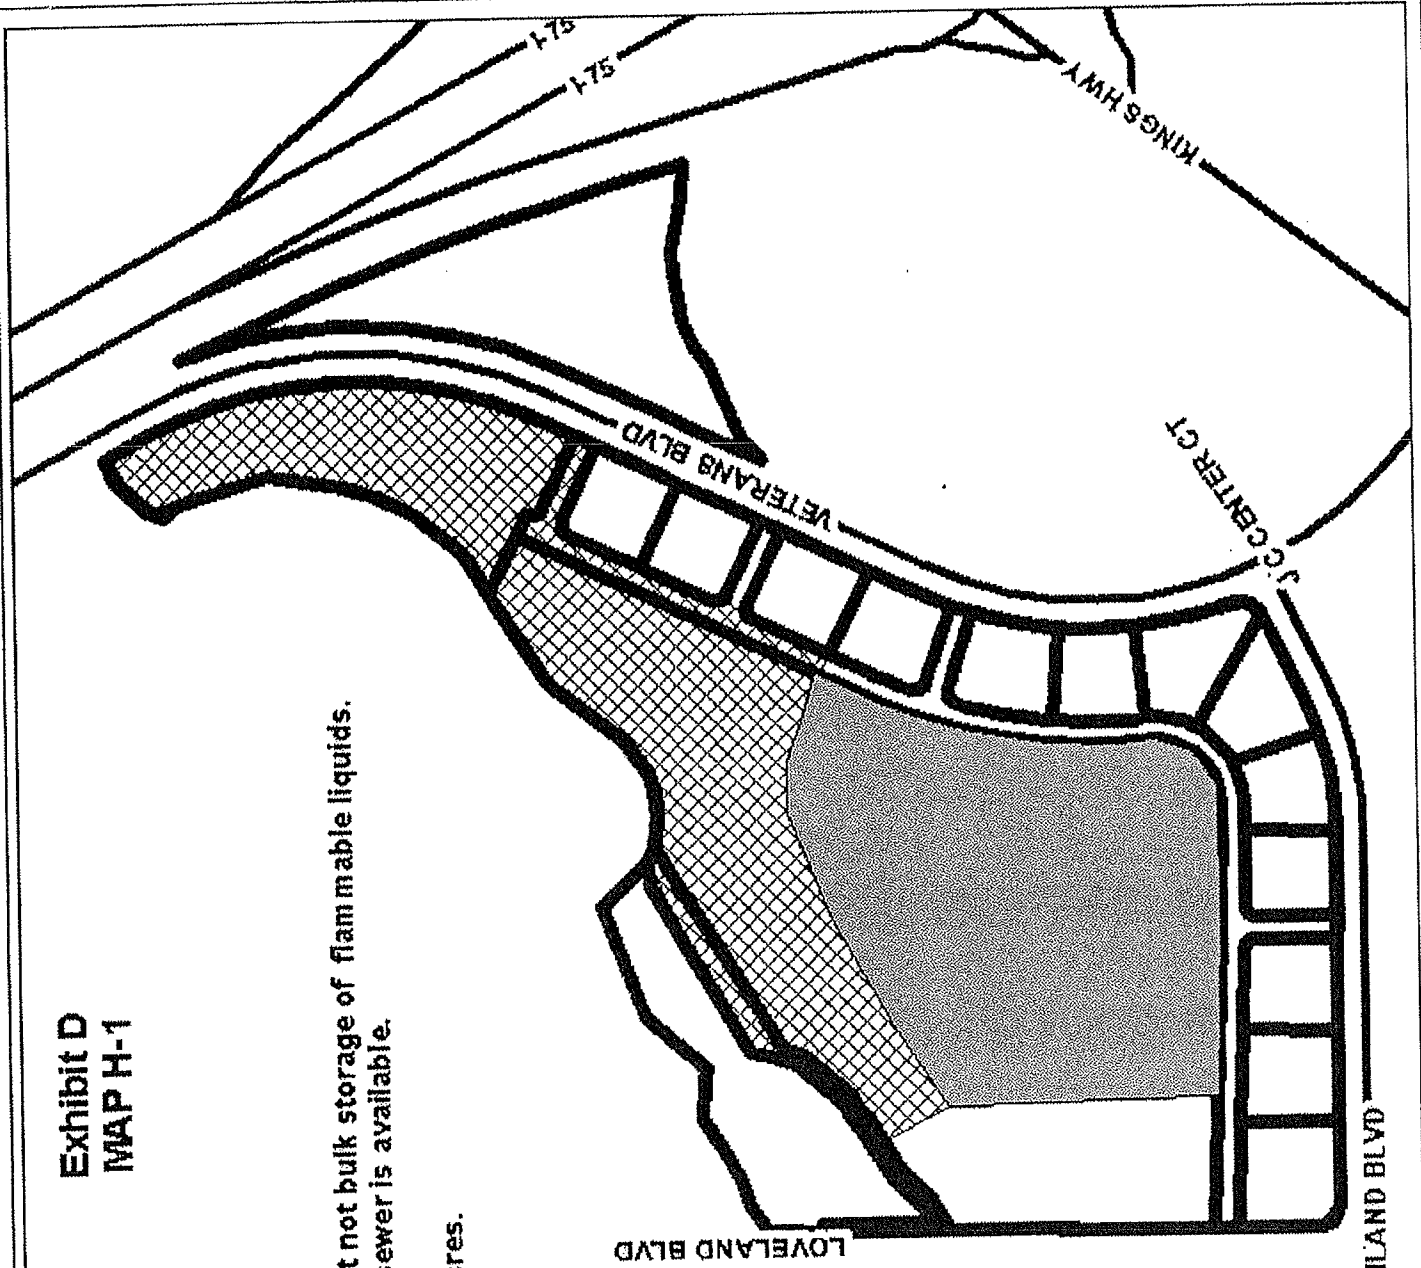 Exhibit D
MAP H-1
t not bulk storage of flammable liquids.
sewer is available.
res.
I-75
I-75
KINGS HWY
VETERANS BLVD
JCC CENTER CT
LOVELAND BLVD
LAND BLVD